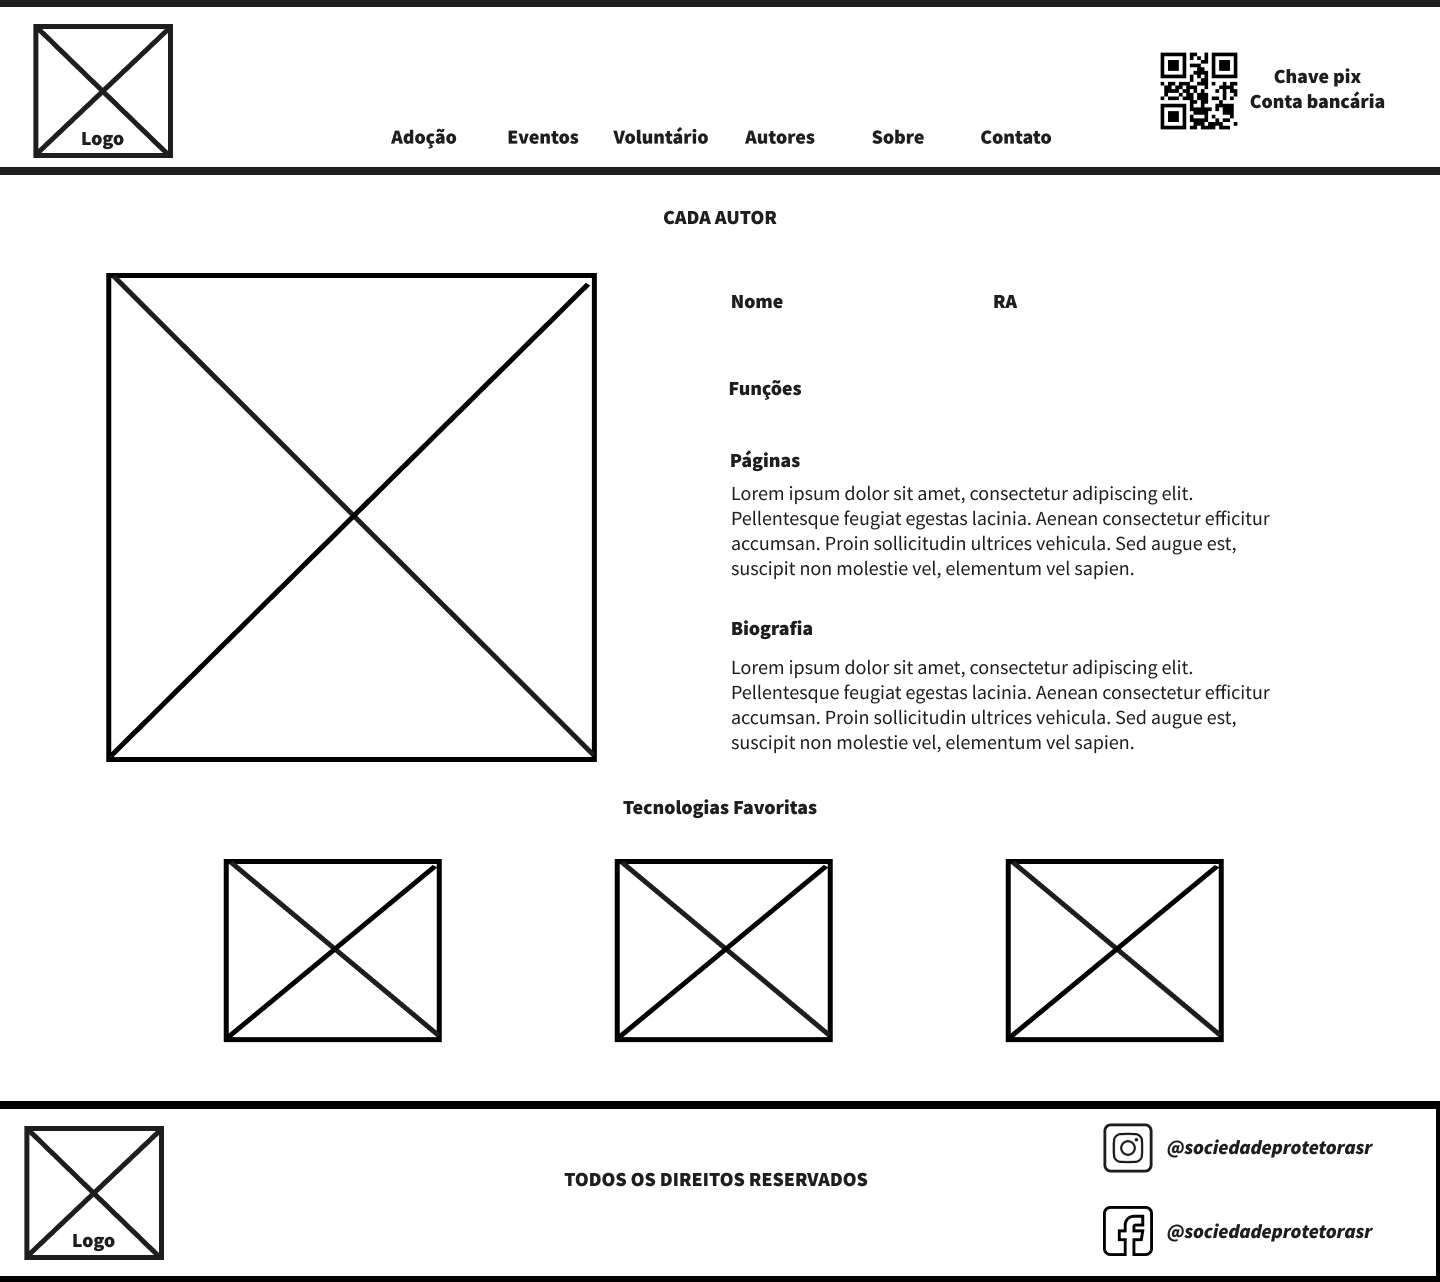 Logo
Adoção Eventos Voluntário Autores Sobre Contato
Chave pix
Conta bancária
CADA AUTOR
Nome RA
Funções
Páginas
Lorem ipsum dolor sit amet, consectetur adipiscing elit.
Pellentesque feugiat egestas lacinia. Aenean consectetur efficitur
accumsan. Proin sollicitudin ultrices vehicula. Sed augue est,
suscipit non molestie vel, elementum vel sapien.
Biografia
Lorem ipsum dolor sit amet, consectetur adipiscing elit.
Pellentesque feugiat egestas lacinia. Aenean consectetur efficitur
accumsan. Proin sollicitudin ultrices vehicula. Sed augue est,
suscipit non molestie vel, elementum vel sapien.
Tecnologias Favoritas
Logo
TODOS OS DIREITOS RESERVADOS
@sociedadeprotetorasr
@sociedadeprotetorasr